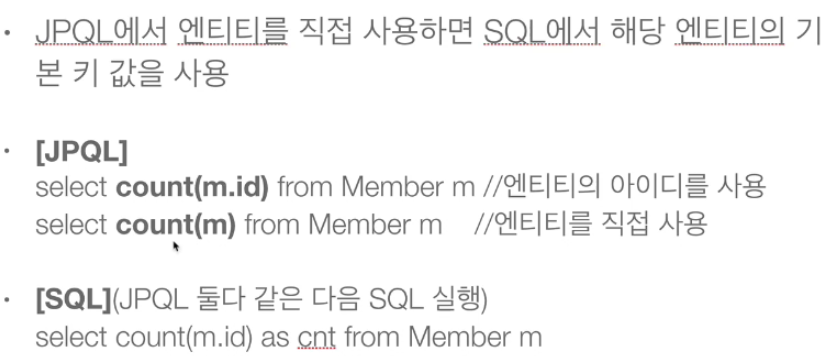 • JPQL에서 엔티티를 직접 사용하면 SQL에서 해당 엔티티의 기
본 키 값을 사용
• [JPQL]
select count(m.id) from Member m //엔티티의 아이디를 사용
select count(m) from Member m //엔티티를 직접 사용
• [SQL](JPQL 둘다 같은 다음 SQL 실행)
select count(m.id) as cnt from Member m